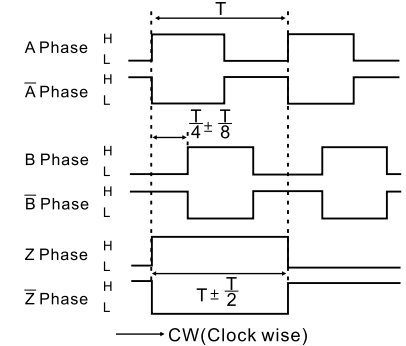 T
A Phase H
L
A̅ Phase H
L
T/4 ± T/8
B Phase H
L
B̅ Phase H
L
Z Phase H
L
T ± T/2
Z̅ Phase H
L
CW(Clock wise)